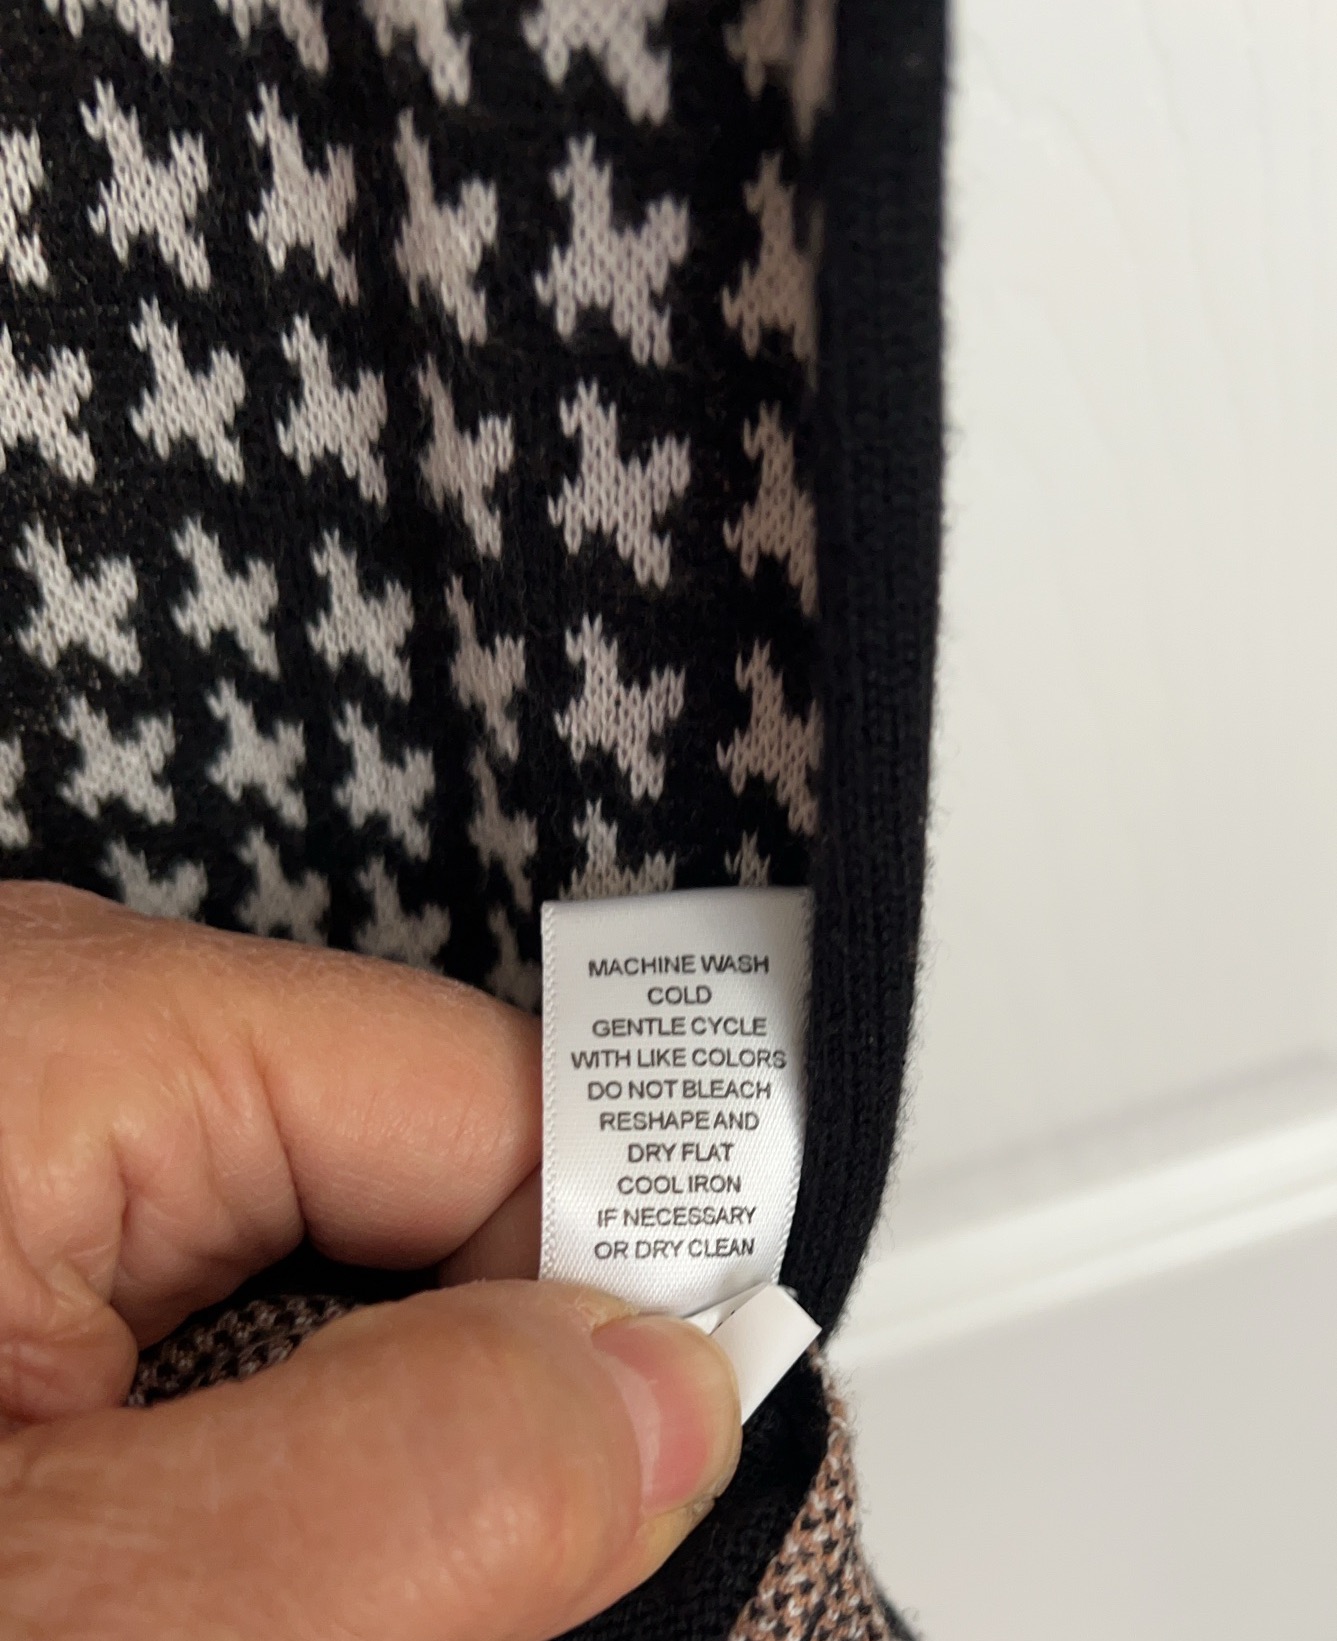 MACHINE WASH
COLD
GENTLE CYCLE
WITH LIKE COLORS
DO NOT BLEACH
RESHAPE AND
DRY FLAT
COOL IRON
IF NECESSARY
OR DRY CLEAN